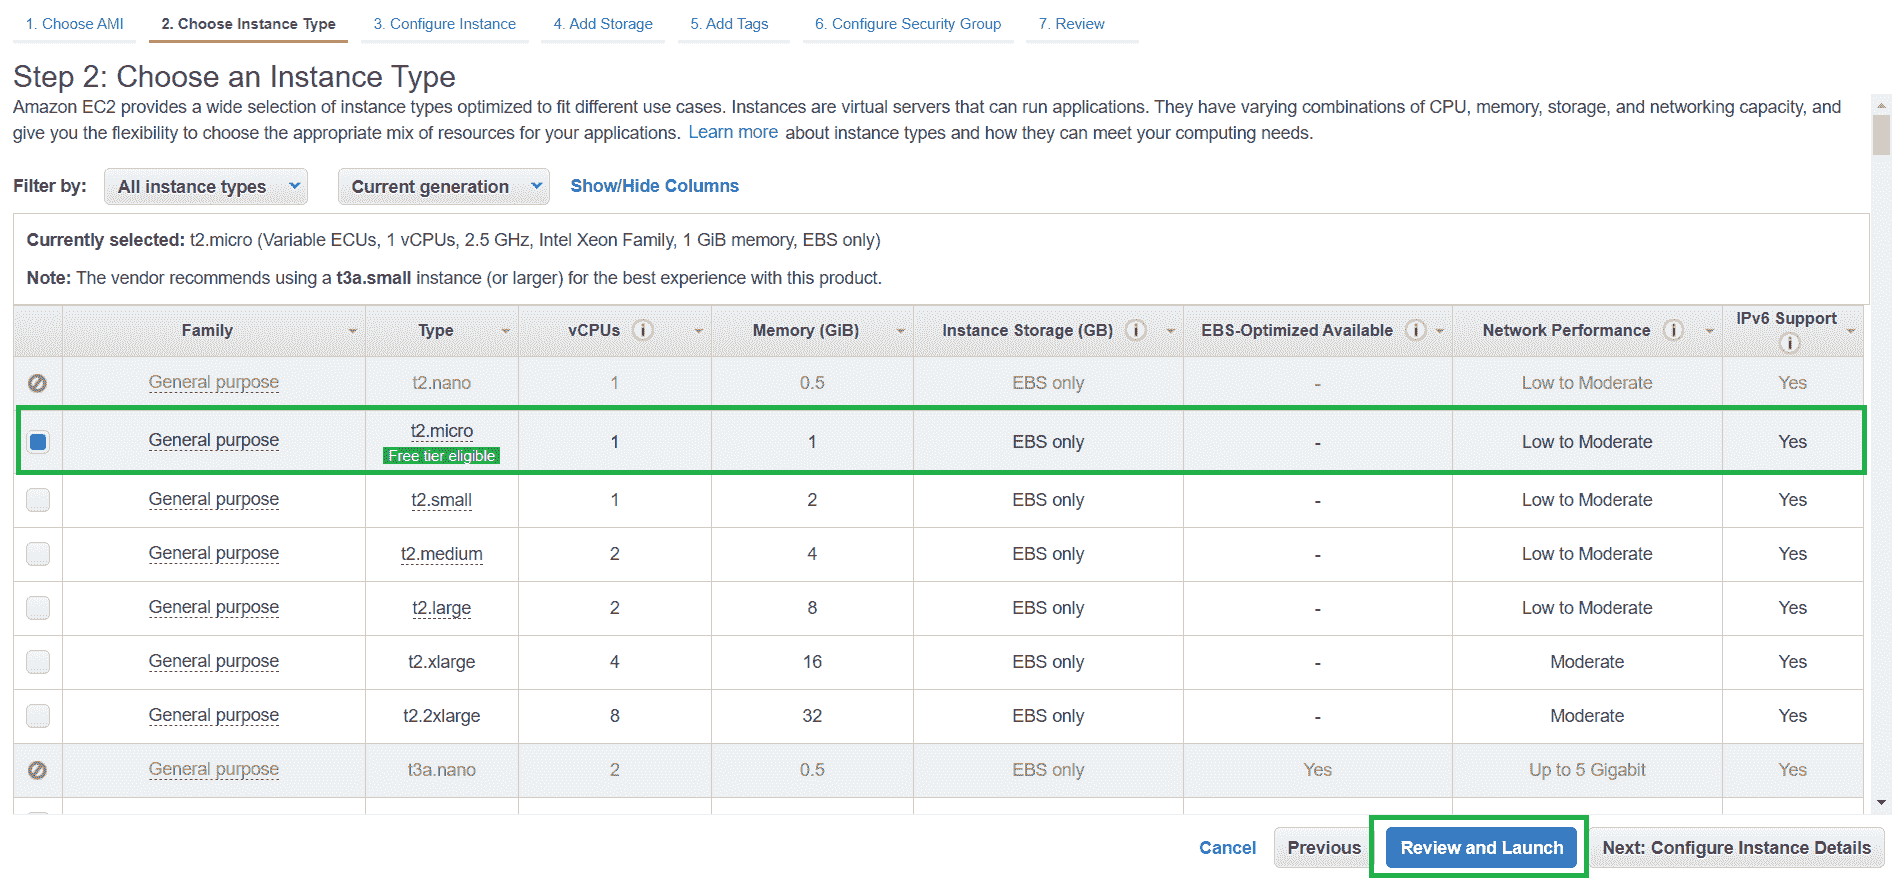 1. Choose AMI 2. Choose Instance Type 3. Configure Instance 4. Add Storage 5. Add Tags 6. Configure Security Group 7. Review
Step 2: Choose an Instance Type
Amazon EC2 provides a wide selection of instance types optimized to fit different use cases. Instances are virtual servers that can run applications. They have varying combinations of CPU, memory, storage, and networking capacity, and
give you the flexibility to choose the appropriate mix of resources for your applications. Learn more about instance types and how they can meet your computing needs.
Filter by: All instance types Current generation Show/Hide Columns
Currently selected: t2.micro (Variable ECUs, 1 vCPUs, 2.5 GHz, Intel Xeon Family, 1 GiB memory, EBS only)
Note: The vendor recommends using a t3a.small instance (or larger) for the best experience with this product.
Family Type vCPUs i Memory (GiB) Instance Storage (GB) i EBS-Optimized Available i Network Performance i IPv6 Support i
General purpose t2.nano 1 0.5 EBS only - Low to Moderate Yes
General purpose t2.micro 1 1 EBS only - Low to Moderate Yes
Free tier eligible
General purpose t2.small 1 2 EBS only - Low to Moderate Yes
General purpose t2.medium 2 4 EBS only - Low to Moderate Yes
General purpose t2.large 2 8 EBS only - Low to Moderate Yes
General purpose t2.xlarge 4 16 EBS only - Moderate Yes
General purpose t2.2xlarge 8 32 EBS only - Moderate Yes
General purpose t3a.nano 2 0.5 EBS only Yes Up to 5 Gigabit Yes
Cancel Previous Review and Launch Next: Configure Instance Details